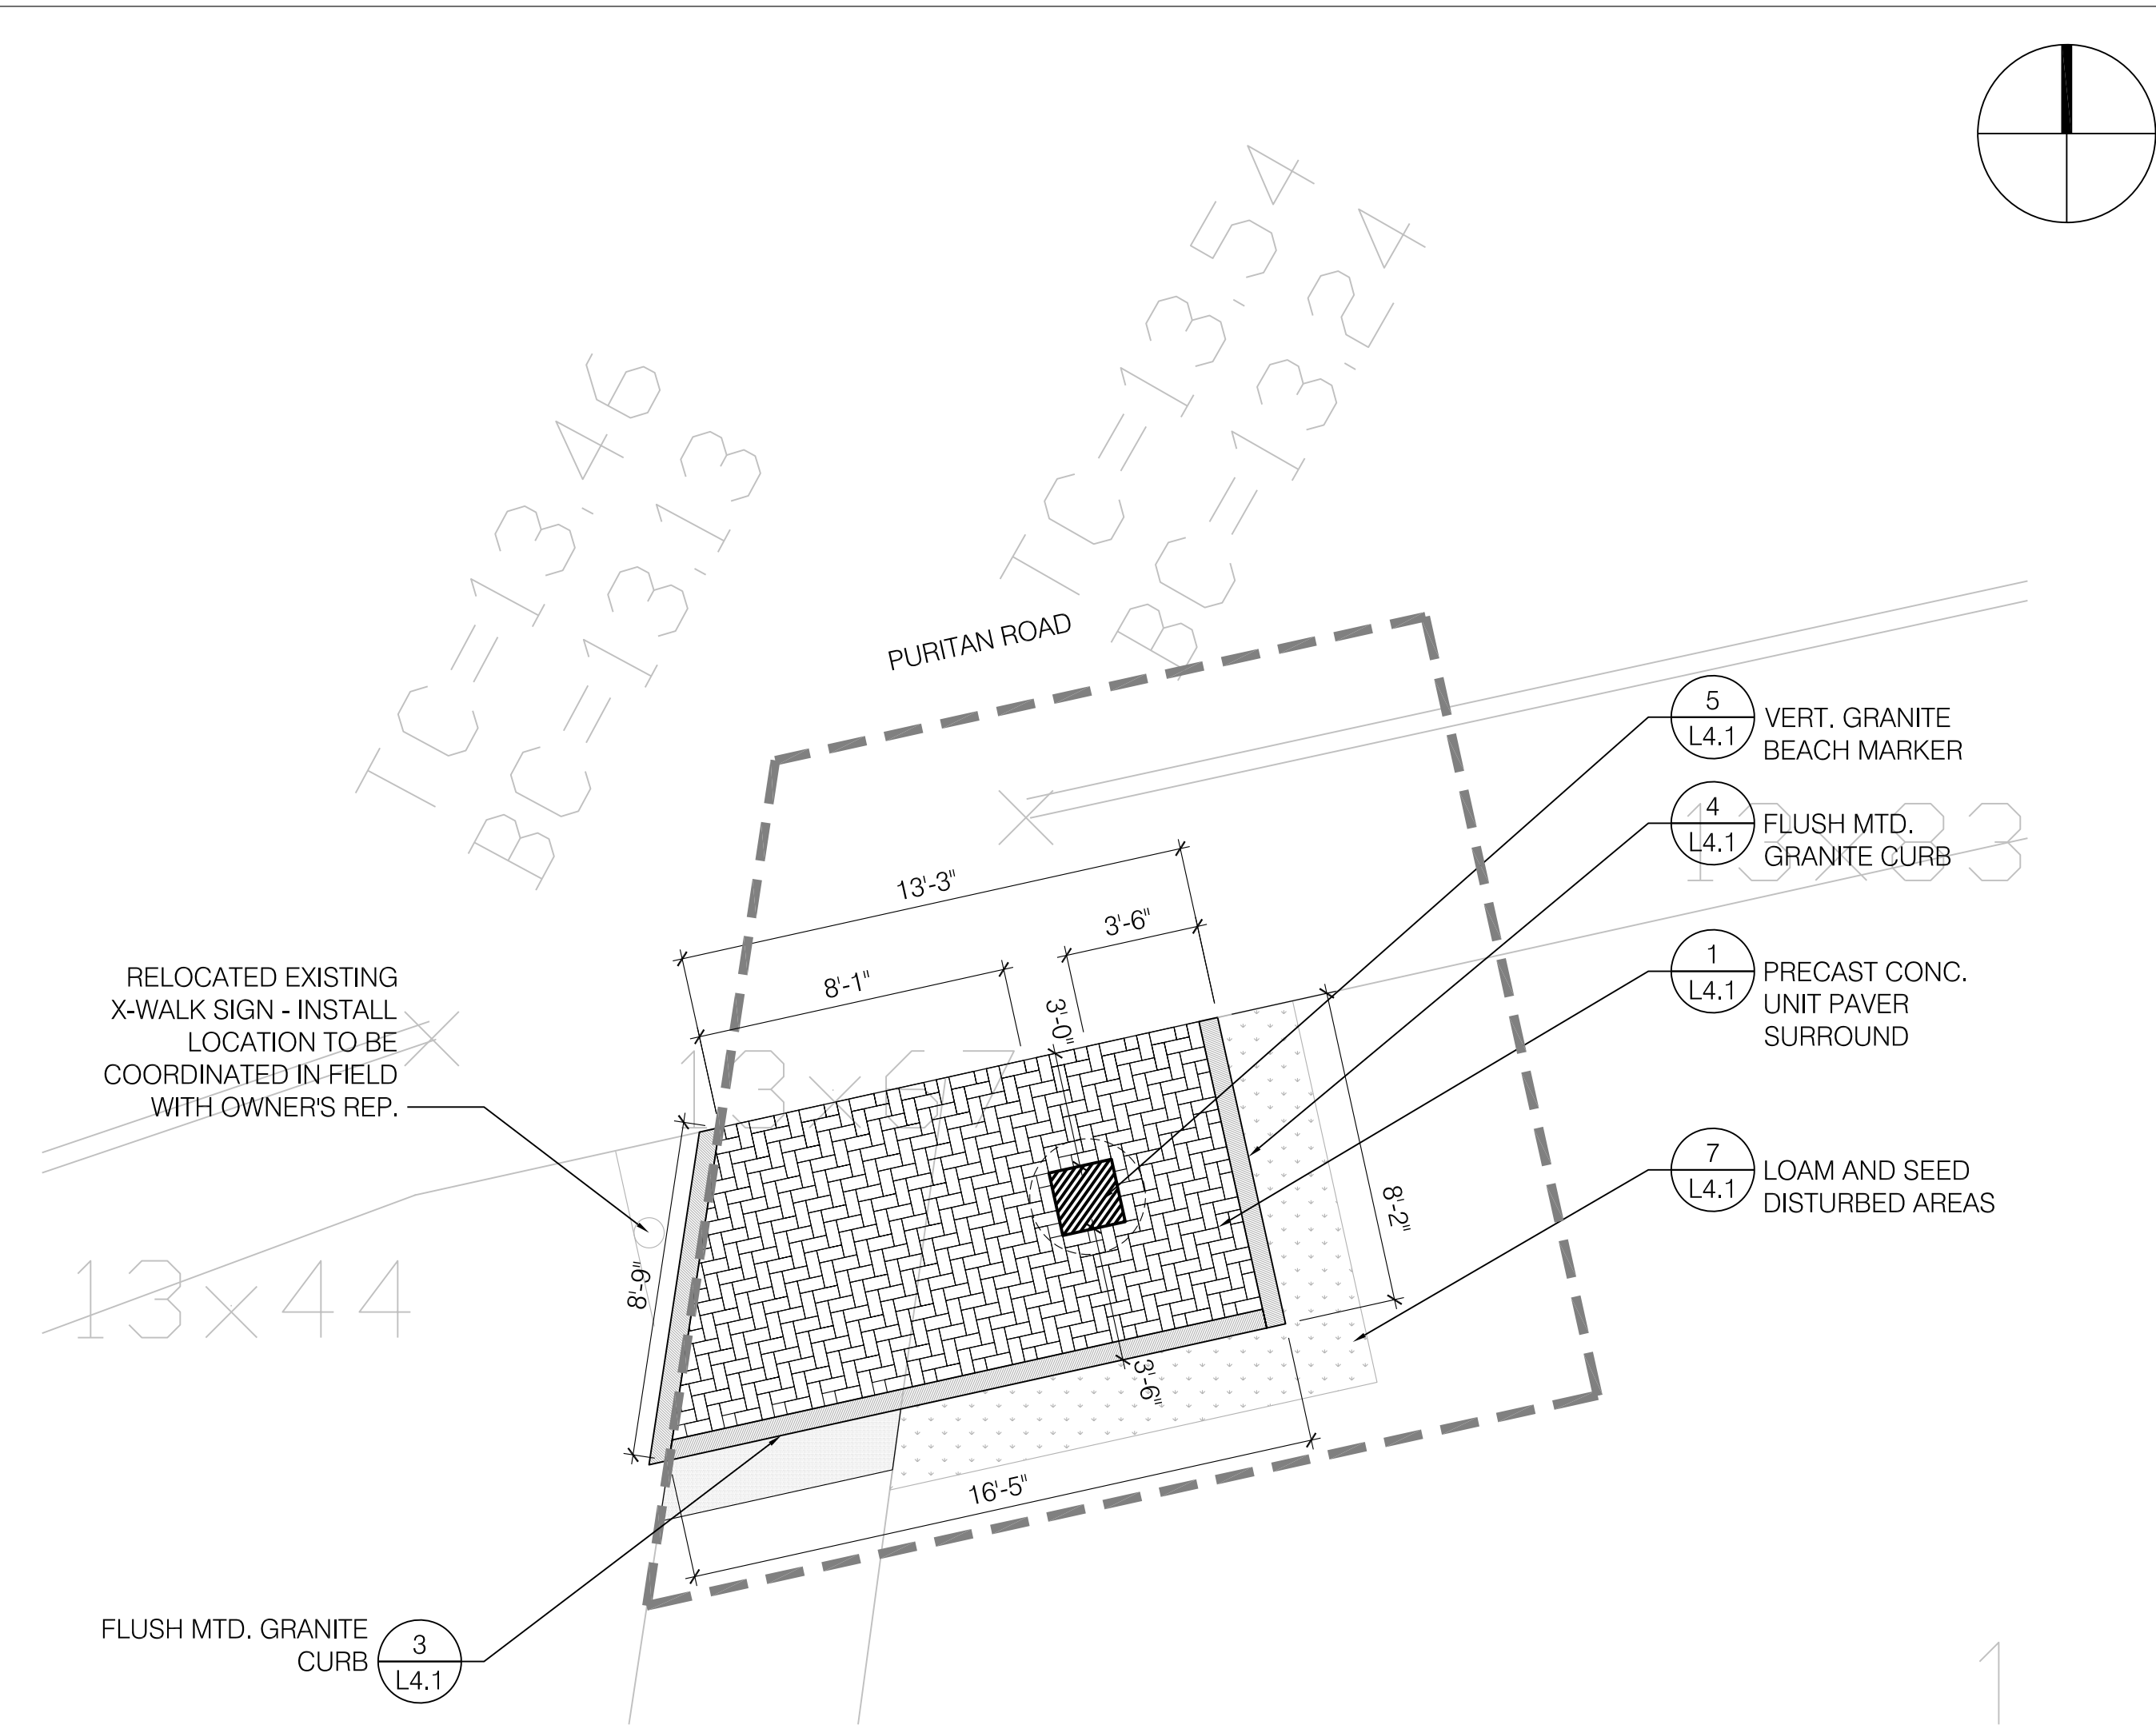 TC=13.46
BC=13.13
TC=13.54
BC=13.24
PURITAN ROAD
5
L4.1
VERT. GRANITE
BEACH MARKER
4
L4.1
FLUSH MTD.
GRANITE CURB
13x83
1
L4.1
PRECAST CONC.
UNIT PAVER
SURROUND
7
L4.1
LOAM AND SEED
DISTURBED AREAS
13'-3"
3'-6"
8'-1"
3'-0"
13x67
RELOCATED EXISTING
X-WALK SIGN - INSTALL
LOCATION TO BE
COORDINATED IN FIELD
WITH OWNER'S REP.
8'-2"
8'-9"
13x44
3'-6"
16'-5"
FLUSH MTD. GRANITE
CURB
3
L4.1
1